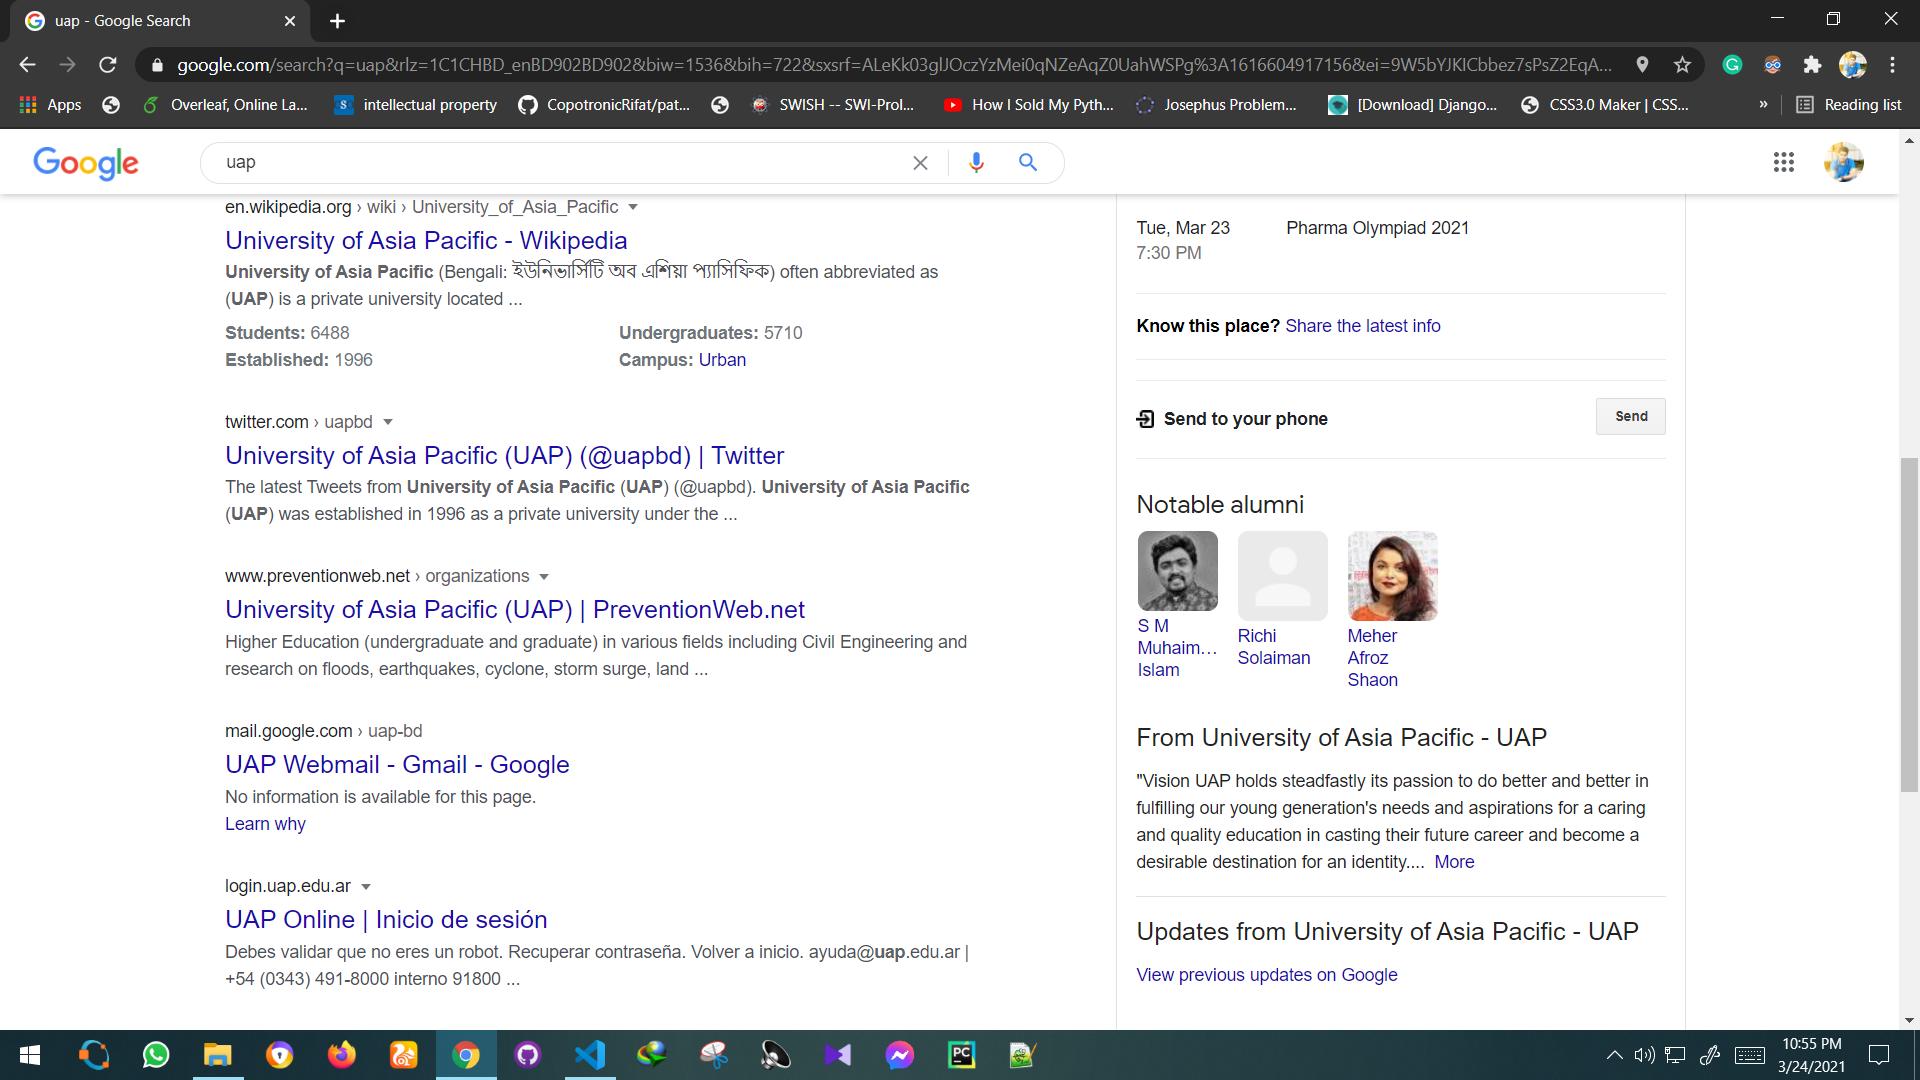 uap - Google Search
google.com/search?q=uap&rlz=1C1CHBD_enBD902BD902&biw=1536&bih=722&sxsrf=ALeKk03glJOczYzMei0qNZeAqZ0UahWSPg%3A1616604917156&ei=9W5bYJKICbbez7sPsZ2EqA...
Apps
Overleaf, Online La...
intellectual property
CopotronicRifat/pat...
SWISH -- SWI-Prol...
How I Sold My Pyth...
Josephus Problem...
[Download] Django...
CSS3.0 Maker | CSS...
»
Reading list
Google
uap
en.wikipedia.org › wiki › University_of_Asia_Pacific
University of Asia Pacific - Wikipedia
University of Asia Pacific (Bengali: ইউনিভার্সিটি অব এশিয়া প্যাসিফিক) often abbreviated as
(UAP) is a private university located ...
Students: 6488 Undergraduates: 5710
Established: 1996 Campus: Urban
twitter.com › uapbd
University of Asia Pacific (UAP) (@uapbd) | Twitter
The latest Tweets from University of Asia Pacific (UAP) (@uapbd). University of Asia Pacific
(UAP) was established in 1996 as a private university under the ...
www.preventionweb.net › organizations
University of Asia Pacific (UAP) | PreventionWeb.net
Higher Education (undergraduate and graduate) in various fields including Civil Engineering and
research on floods, earthquakes, cyclone, storm surge, land ...
mail.google.com › uap-bd
UAP Webmail - Gmail - Google
No information is available for this page.
Learn why
login.uap.edu.ar
UAP Online | Inicio de sesión
Debes validar que no eres un robot. Recuperar contraseña. Volver a inicio. ayuda@uap.edu.ar |
+54 (0343) 491-8000 interno 91800 ...
Tue, Mar 23 Pharma Olympiad 2021
7:30 PM
Know this place? Share the latest info
Send to your phone
Send
Notable alumni
S M
Muhaim...
Islam
Richi
Solaiman
Meher
Afroz
Shaon
From University of Asia Pacific - UAP
"Vision UAP holds steadfastly its passion to do better and better in
fulfilling our young generation's needs and aspirations for a caring
and quality education in casting their future career and become a
desirable destination for an identity.... More
Updates from University of Asia Pacific - UAP
View previous updates on Google
PC
10:55 PM
3/24/2021